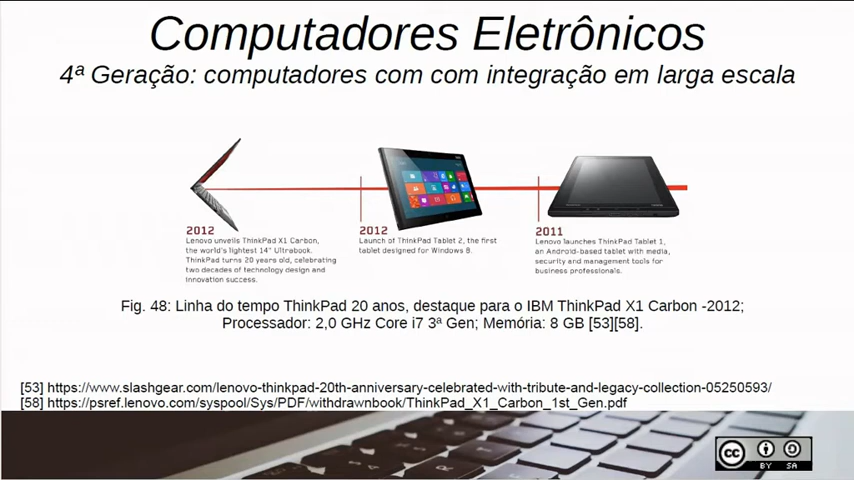 Computadores Eletrônicos
4ª Geração: computadores com com integração em larga escala
2012
Lenovo unveils ThinkPad X1 Carbon,
the world's lightest 14" Ultrabook.
ThinkPad turns 20 years old, celebrating
two decades of technology design and
innovation success.
2012
Launch of ThinkPad Tablet 2, the first
tablet designed for Windows 8.
2011
Lenovo launches ThinkPad Tablet 1,
an Android-based tablet with media,
security and management tools for
business professionals.
Fig. 48: Linha do tempo ThinkPad 20 anos, destaque para o IBM ThinkPad X1 Carbon -2012;
Processador: 2,0 GHz Core i7 3ª Gen; Memória: 8 GB [53][58].
[53] https://www.slashgear.com/lenovo-thinkpad-20th-anniversary-celebrated-with-tribute-and-legacy-collection-05250593/
[58] https://psref.lenovo.com/syspool/Sys/PDF/withdrawnbook/ThinkPad_X1_Carbon_1st_Gen.pdf
cc
BY SA